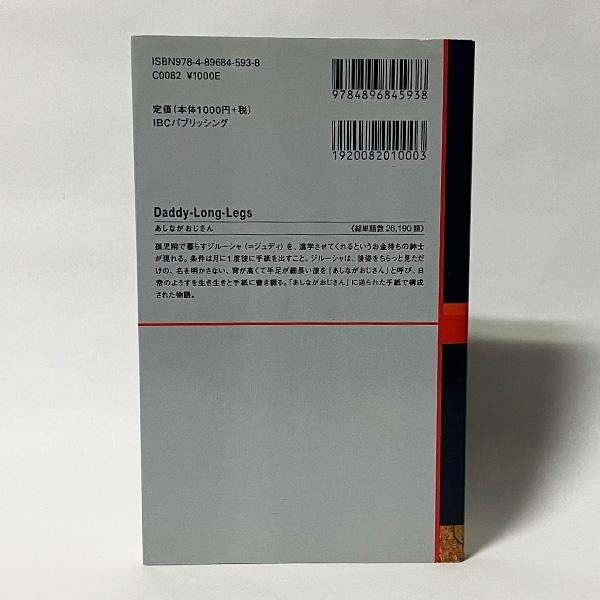 ISBN978-4-89684-593-8
C0082 ¥1000E
9784896845938
定価(本体1000円+税)
IBCパブリッシング
1920082010003
Daddy-Long-Legs
あしながおじさん
《総単語数26,190語》
孤児院で暮らすジルーシャ(=ジュディ)を、進学させてくれるというお金持ちの紳士
が現れる。条件は月に1度彼に手紙を出すこと。ジルーシャは、後姿をちらっと見ただ
けの、名を明かさない、背が高くて手足が細長い彼を「あしながおじさん」と呼び、日
常のようすを生き生きと手紙に書き綴る。「あしながおじさん」に送られた手紙で構成
された物語。